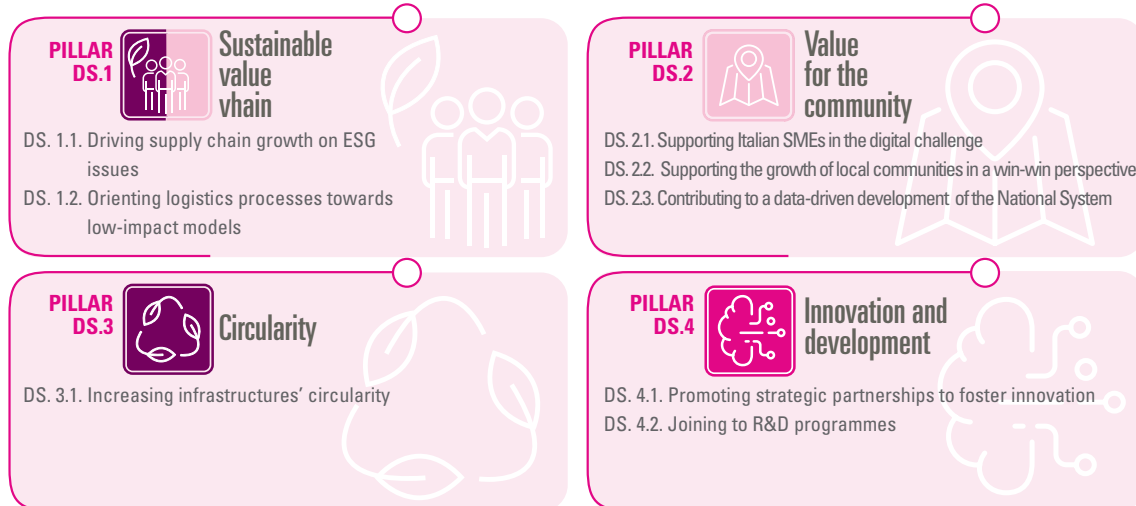 PILLAR
DS.1
Sustainable
value
vhain
DS. 1.1. Driving supply chain growth on ESG
issues
DS. 1.2. Orienting logistics processes towards
low-impact models
PILLAR
DS.2
Value
for the
community
DS. 2.1. Supporting Italian SMEs in the digital challenge
DS. 2.2. Supporting the growth of local communities in a win-win perspective
DS. 2.3. Contributing to a data-driven development of the National System
PILLAR
DS.3
Circularity
DS. 3.1. Increasing infrastructures’ circularity
PILLAR
DS.4
Innovation and
development
DS. 4.1. Promoting strategic partnerships to foster innovation
DS. 4.2. Joining to R&D programmes